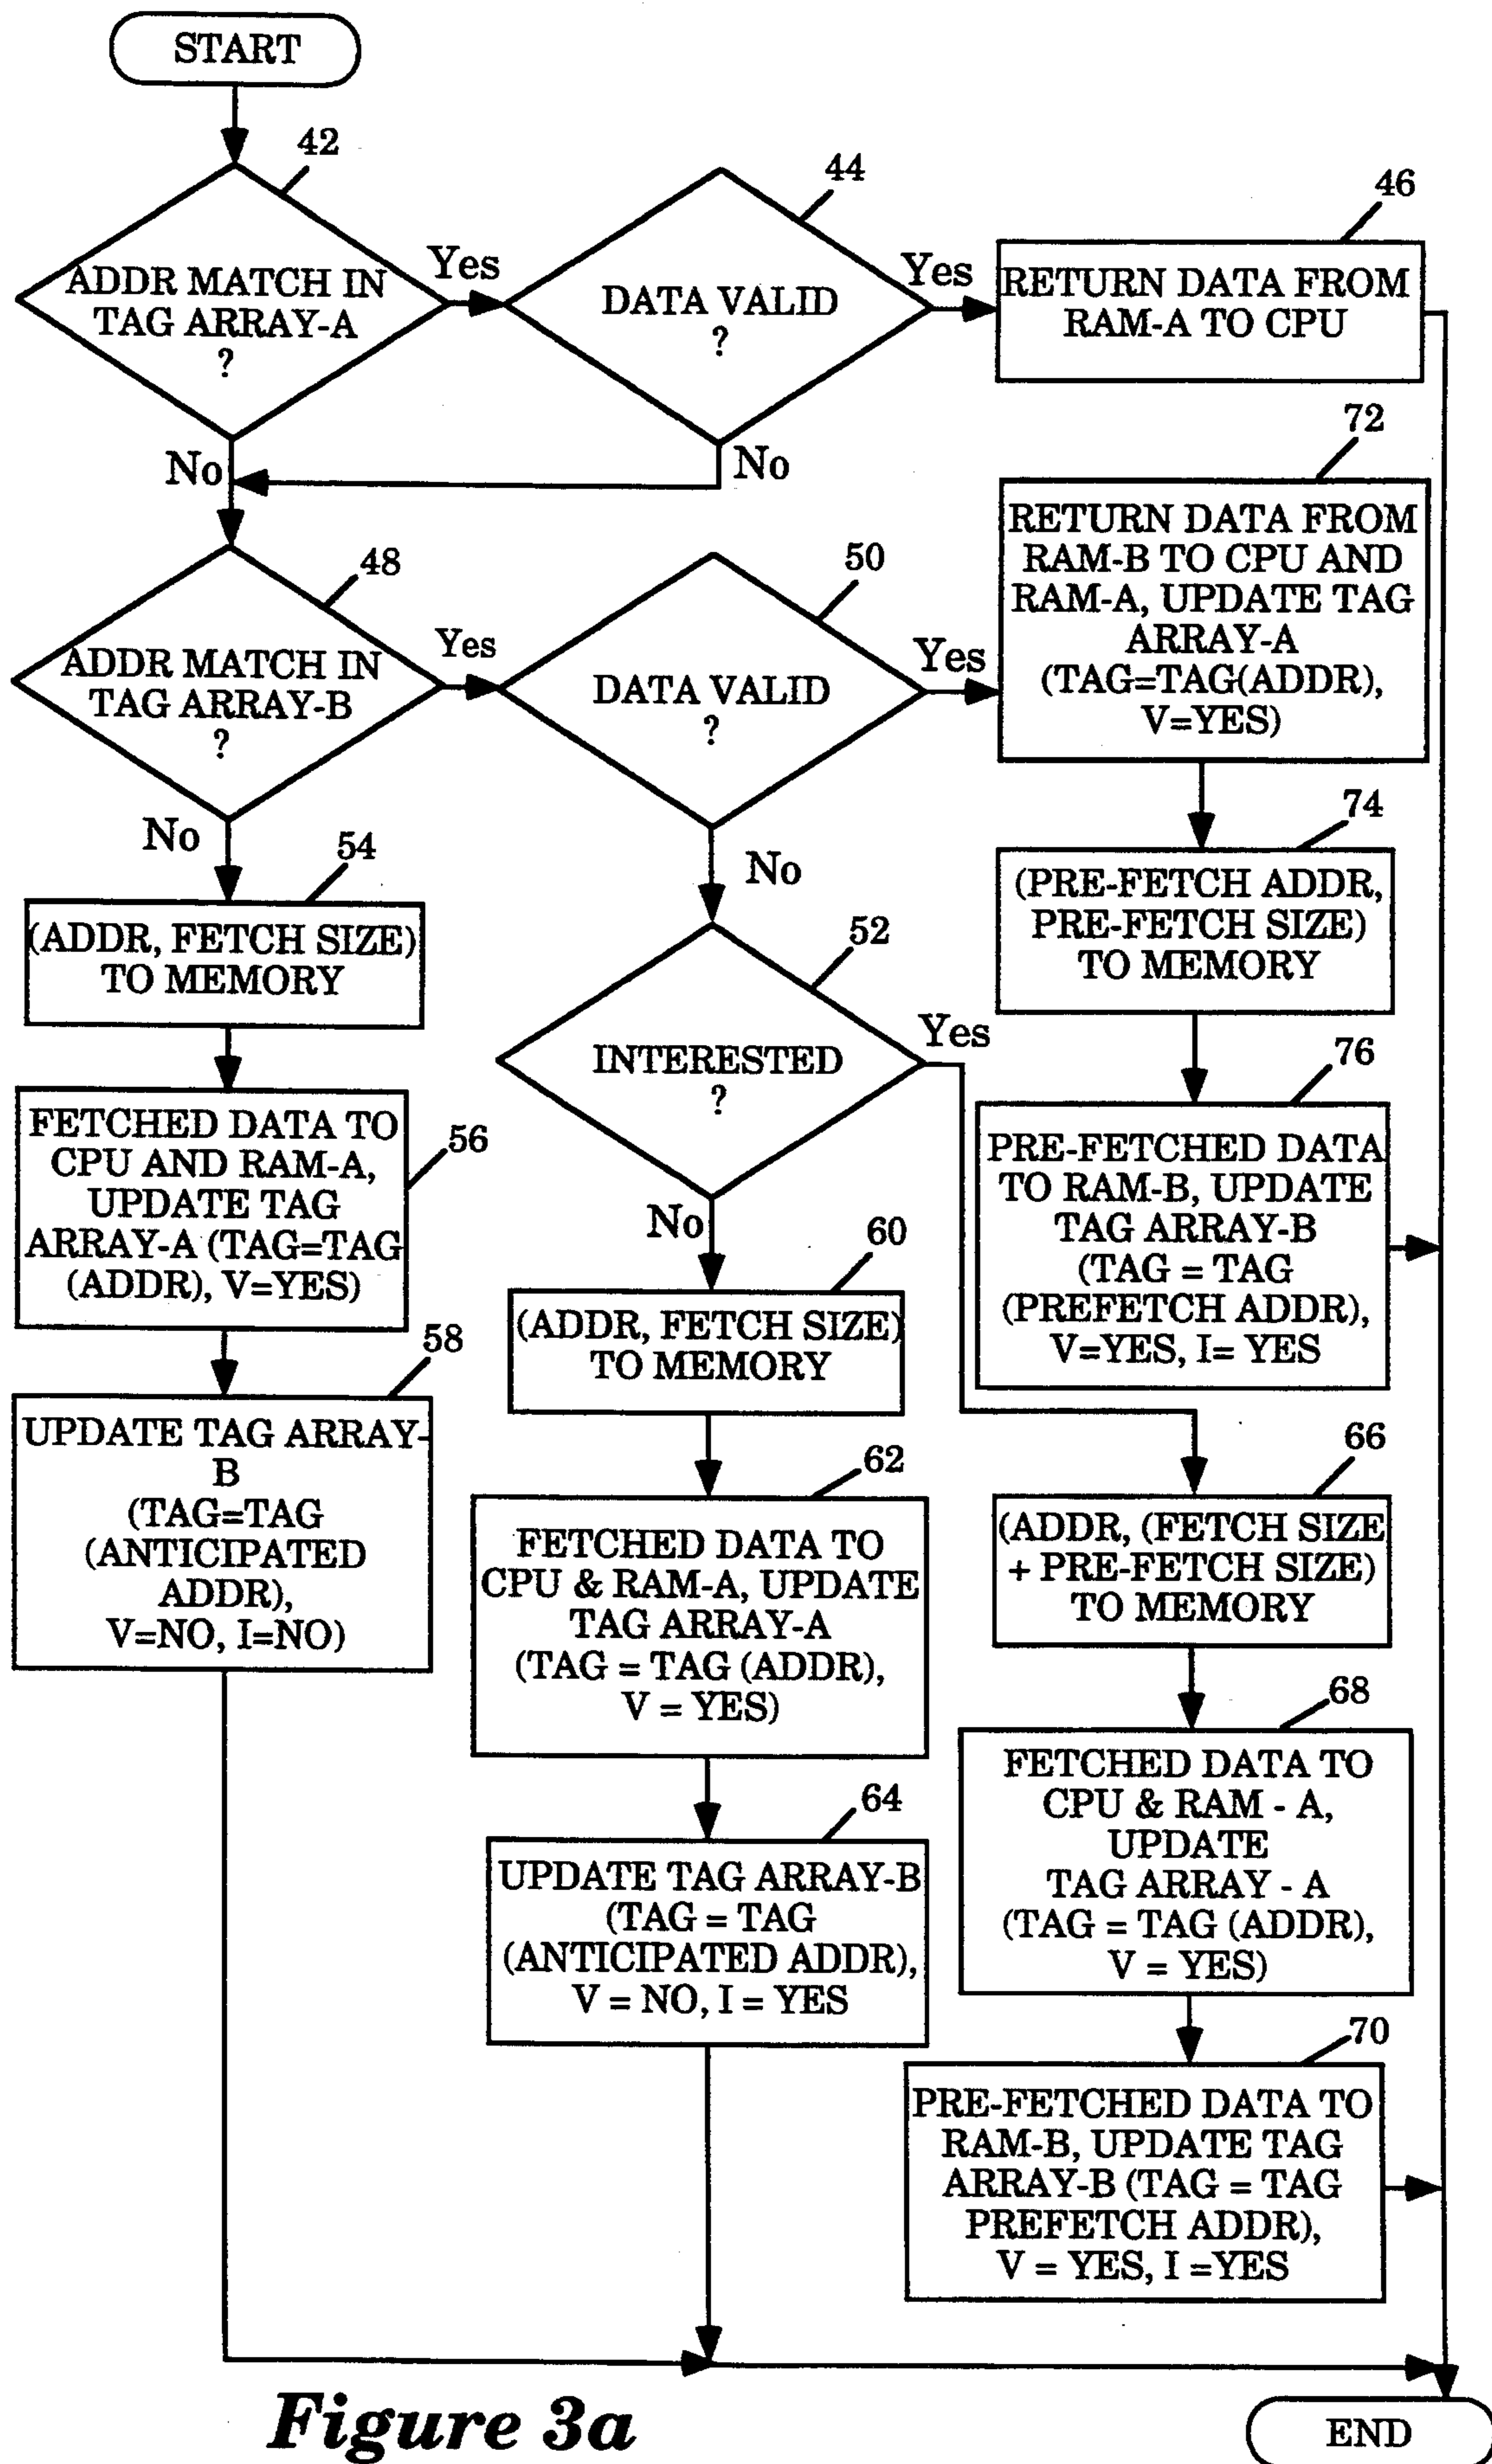 START
42
ADDR MATCH IN
TAG ARRAY-A
?
Yes
No
44
DATA VALID
?
Yes
No
46
RETURN DATA FROM
RAM-A TO CPU
48
ADDR MATCH IN
TAG ARRAY-B
?
Yes
No
50
DATA VALID
?
Yes
No
72
RETURN DATA FROM
RAM-B TO CPU AND
RAM-A, UPDATE TAG
ARRAY-A
(TAG=TAG(ADDR),
V=YES)
74
(PRE-FETCH ADDR,
PRE-FETCH SIZE)
TO MEMORY
76
PRE-FETCHED DATA
TO RAM-B, UPDATE
TAG ARRAY-B
(TAG = TAG
(PREFETCH ADDR),
V=YES, I= YES
54
(ADDR, FETCH SIZE)
TO MEMORY
56
FETCHED DATA TO
CPU AND RAM-A,
UPDATE TAG
ARRAY-A (TAG=TAG
(ADDR), V=YES)
58
UPDATE TAG ARRAY-
B
(TAG=TAG
(ANTICIPATED
ADDR),
V=NO, I=NO)
52
INTERESTED
?
Yes
No
60
(ADDR, FETCH SIZE)
TO MEMORY
62
FETCHED DATA TO
CPU & RAM-A, UPDATE
TAG ARRAY-A
(TAG = TAG (ADDR),
V = YES)
64
UPDATE TAG ARRAY-B
(TAG = TAG
(ANTICIPATED ADDR),
V = NO, I = YES
66
(ADDR, (FETCH SIZE
+ PRE-FETCH SIZE)
TO MEMORY
68
FETCHED DATA TO
CPU & RAM - A,
UPDATE
TAG ARRAY - A
(TAG = TAG (ADDR),
V = YES)
70
PRE-FETCHED DATA TO
RAM-B, UPDATE TAG
ARRAY-B (TAG = TAG
PREFETCH ADDR),
V = YES, I =YES
END
Figure 3a